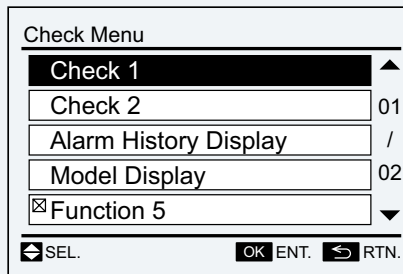 Check Menu
Check 1
Check 2
01
Alarm History Display
/
Model Display
02
Function 5
SEL.
OK ENT.
RTN.